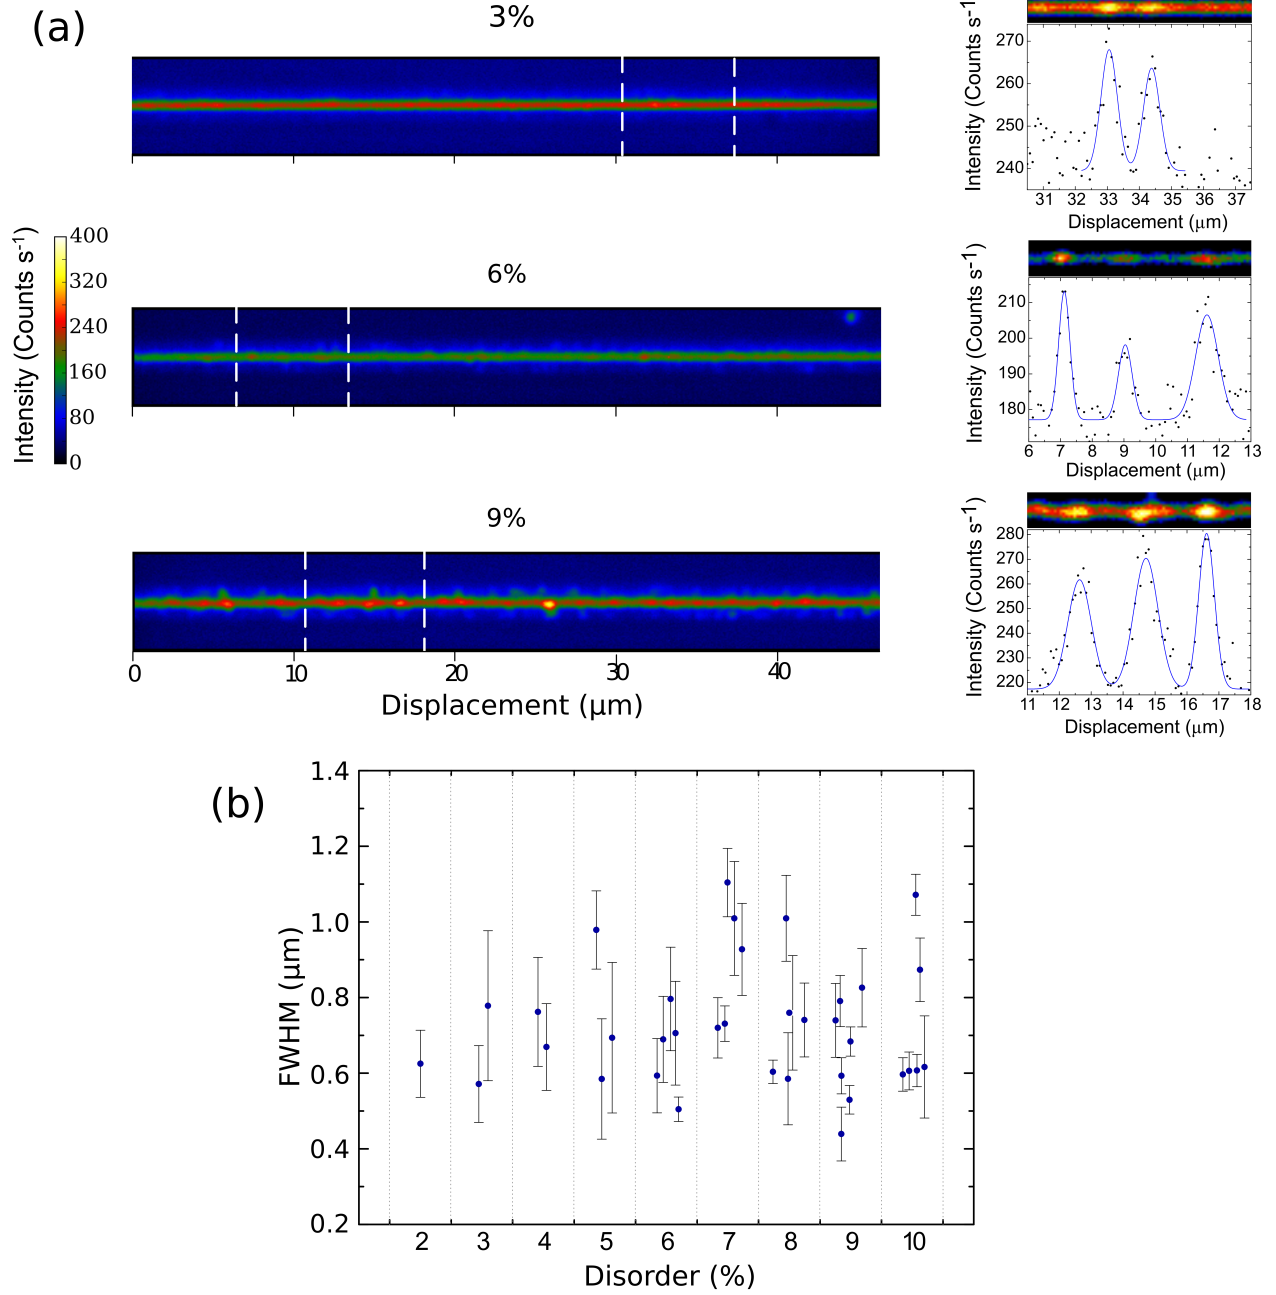 (a)
3%
Intensity (Counts s-1)
270
260
250
240
31 32 33 34 35 36 37
Displacement (μm)
6%
Intensity (Counts s-1)
400
320
240
160
80
0
Intensity (Counts s-1)
210
200
190
180
6 7 8 9 10 11 12 13
Displacement (μm)
9%
0 10 20 30 40
Displacement (μm)
Intensity (Counts s-1)
280
270
260
250
240
230
220
11 12 13 14 15 16 17 18
Displacement (μm)
(b)
FWHM (μm)
1.4
1.2
1.0
0.8
0.6
0.4
0.2
2 3 4 5 6 7 8 9 10
Disorder (%)